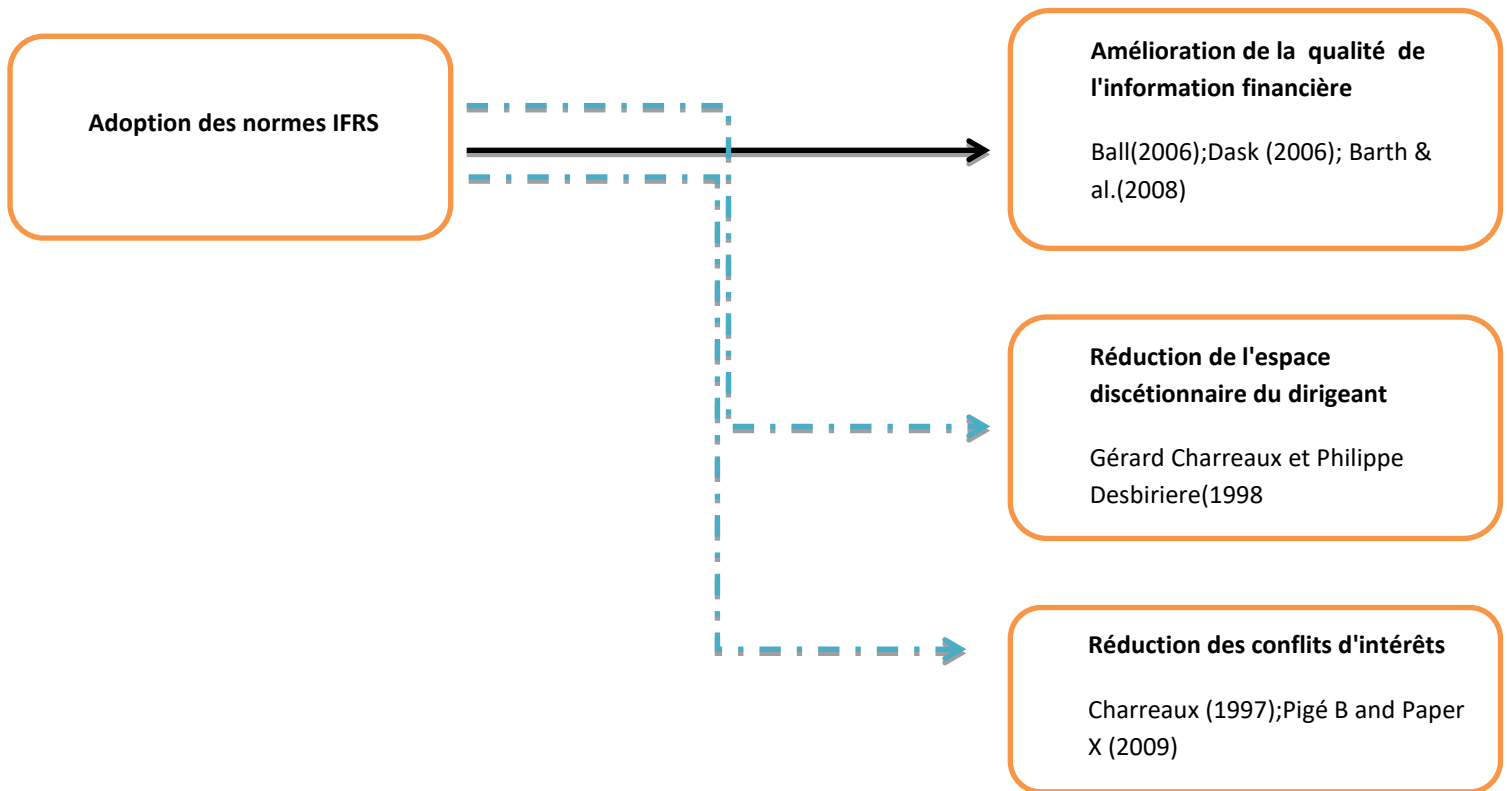 Adoption des normes IFRS
Amélioration de la qualité de
l'information financière
Ball(2006);Dask (2006); Barth &
al.(2008)
Réduction de l'espace
discétionnaire du dirigeant
Gérard Charreaux et Philippe
Desbiriere(1998
Réduction des conflits d'intérêts
Charreaux (1997);Pigé B and Paper
X (2009)